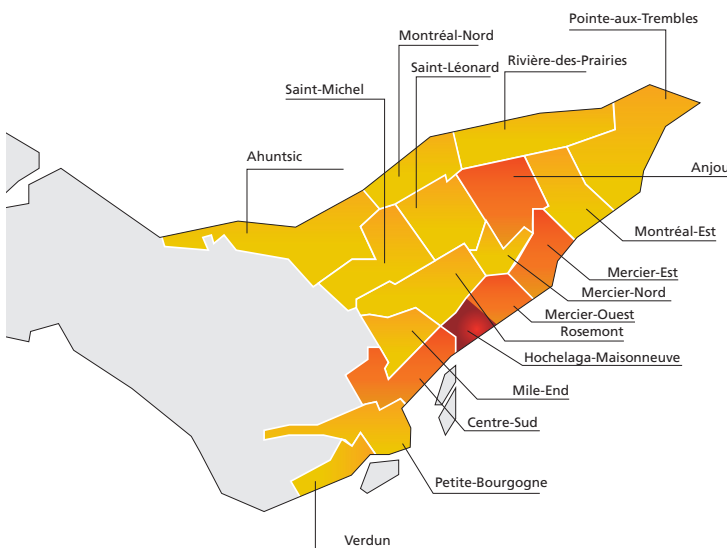 Pointe-aux-Trembles
Montréal-Nord
Rivière-des-Prairies
Saint-Léonard
Saint-Michel
Ahuntsic
Anjou
Montréal-Est
Mercier-Est
Mercier-Nord
Mercier-Ouest
Rosemont
Hochelaga-Maisonneuve
Mile-End
Centre-Sud
Petite-Bourgogne
Verdun